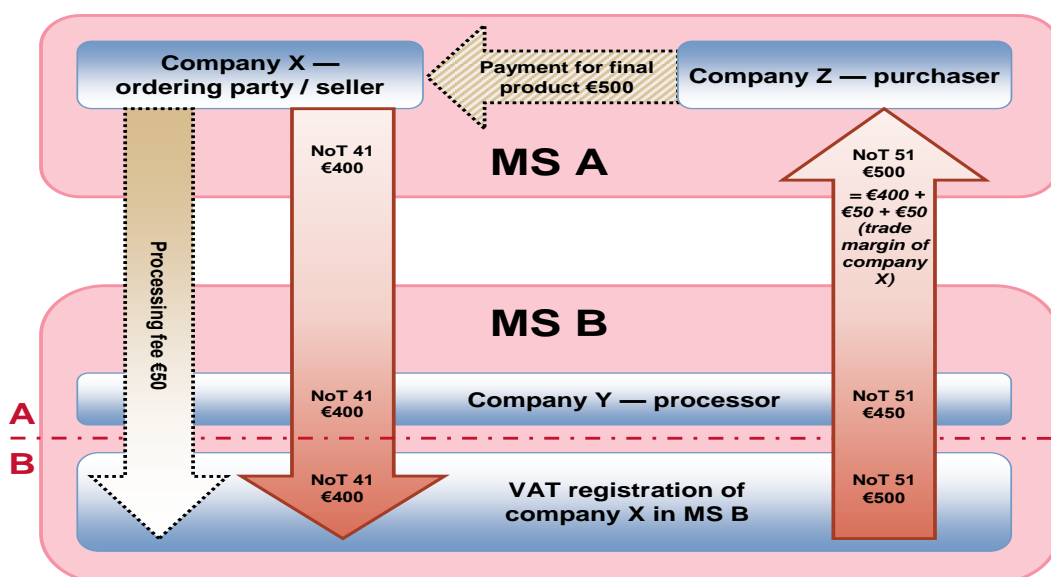 Company X —
ordering party / seller
Payment for final
product €500
Company Z — purchaser
NoT 41
€400
MS A
NoT 51
€500
= €400 +
€50 + €50
(trade
margin of
company
X)
Processing fee €50
MS B
A
NoT 41
€400
Company Y — processor
NoT 51
€450
B
NoT 41
€400
VAT registration of
company X in MS B
NoT 51
€500